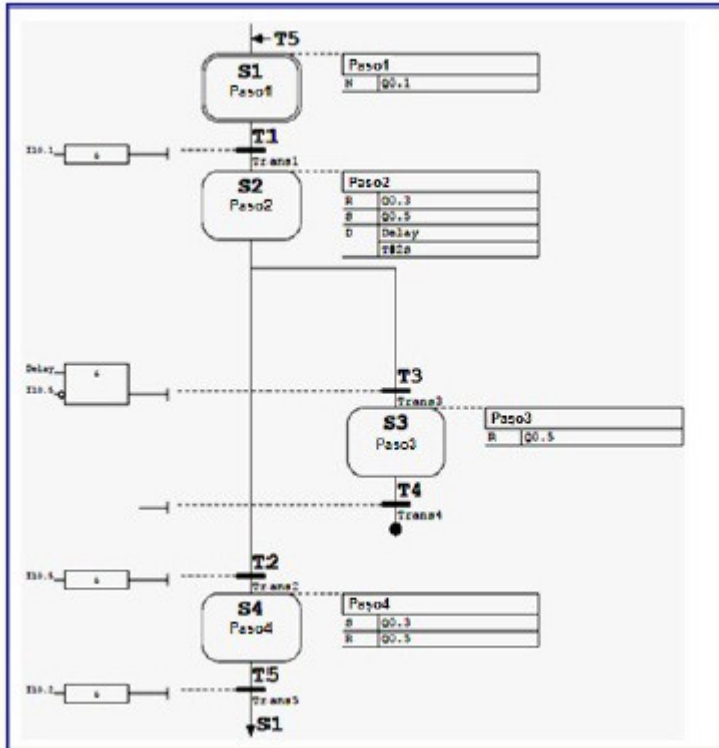 T5
S1
Paso1
Paso1
N Q0.1
T1
I10.1 &
Trans1
S2
Paso2
Paso2
R Q0.3
S Q0.5
D Delay
T#2S
Delay &
T3
Trans3
S3
Paso3
Paso3
R Q0.5
T4
Trans4
T2
&
Trans2
S4
Paso4
Paso4
S Q0.3
R Q0.5
T5
&
Trans5
S1